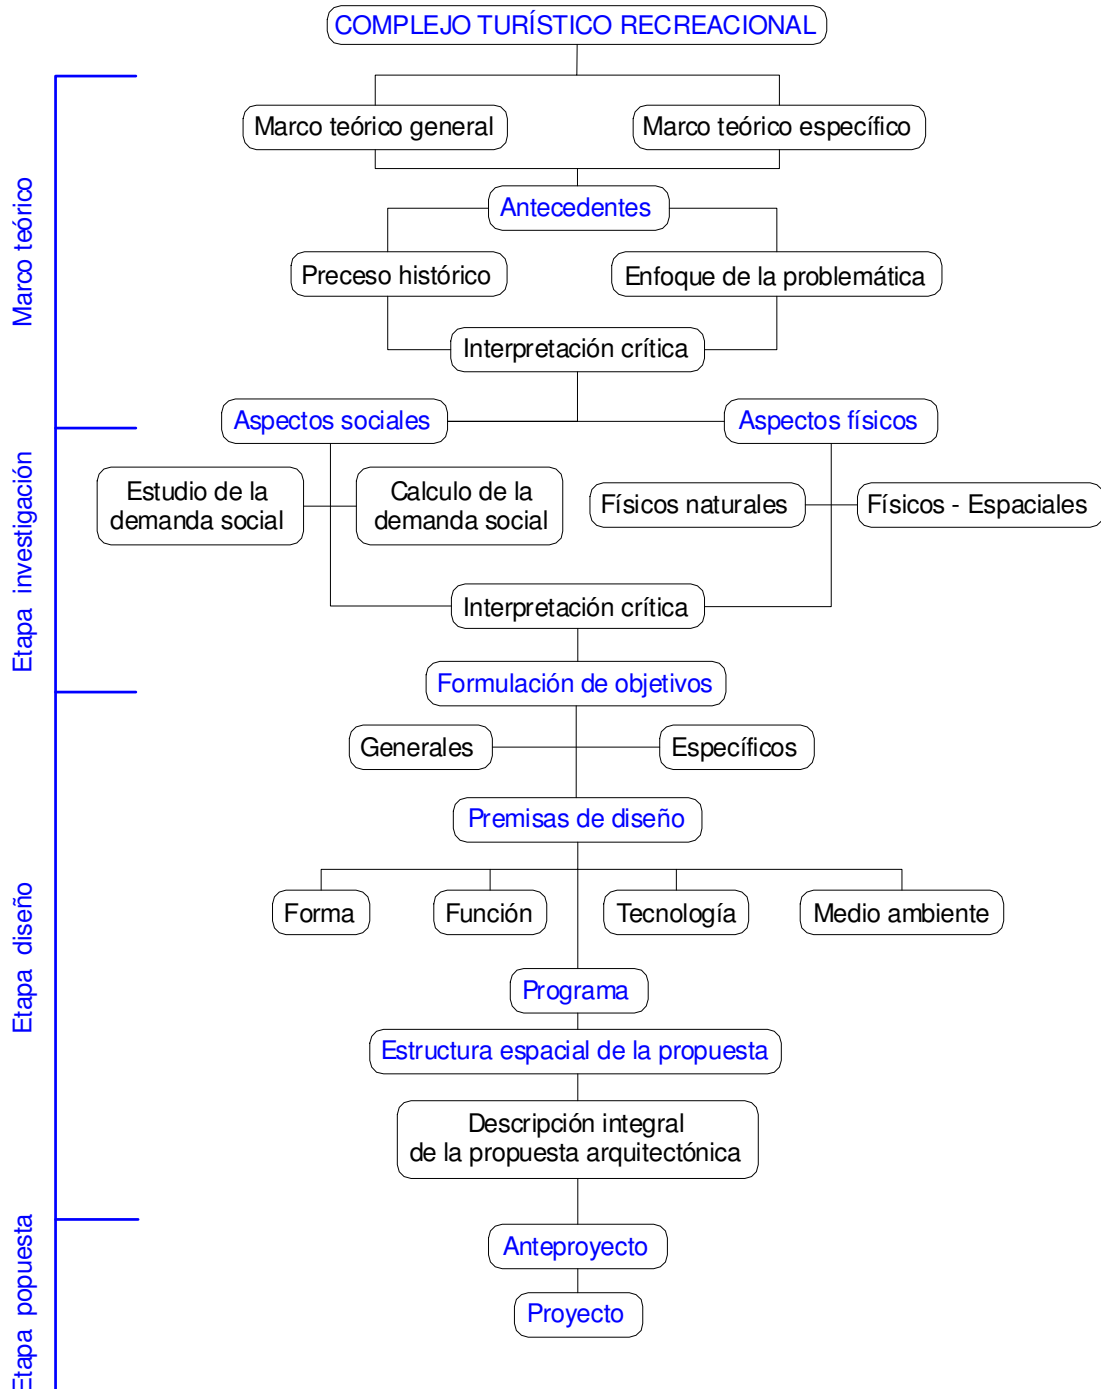 COMPLEJO TURÍSTICO RECREACIONAL
Marco teórico
Marco teórico general
Marco teórico específico
Antecedentes
Preceso histórico
Enfoque de la problemática
Interpretación crítica
Etapa investigación
Aspectos sociales
Aspectos físicos
Estudio de la
demanda social
Calculo de la
demanda social
Físicos naturales
Físicos - Espaciales
Interpretación crítica
Formulación de objetivos
Etapa diseño
Generales
Específicos
Premisas de diseño
Forma
Función
Tecnología
Medio ambiente
Programa
Estructura espacial de la propuesta
Descripción integral
de la propuesta arquitectónica
Etapa popuesta
Anteproyecto
Proyecto